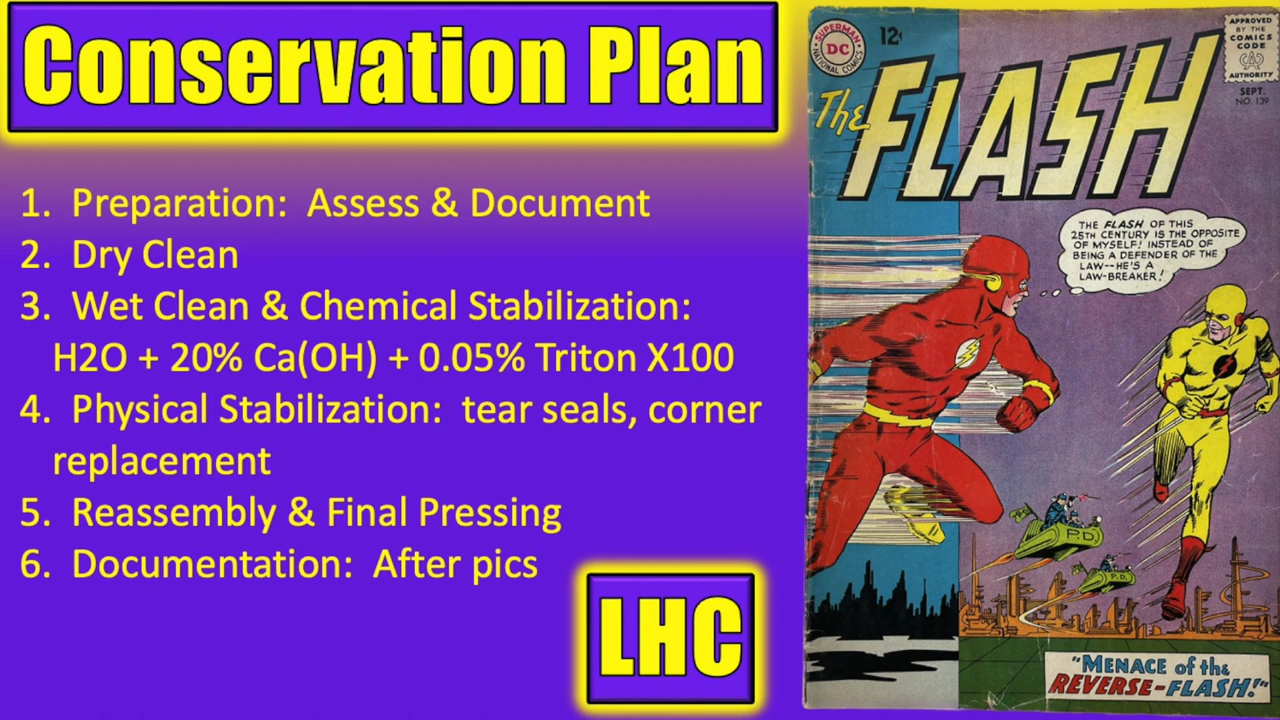 Conservation Plan
1. Preparation: Assess & Document
2. Dry Clean
3. Wet Clean & Chemical Stabilization:
H2O + 20% Ca(OH) + 0.05% Triton X100
4. Physical Stabilization: tear seals, corner
replacement
5. Reassembly & Final Pressing
6. Documentation: After pics
LHC
SUPERMAN
DC
NATIONAL COMICS
12¢
APPROVED
BY THE
COMICS
CODE
CA
AUTHORITY
SEPT.
NO. 139
The FLASH
THE FLASH OF THIS
25TH CENTURY IS THE OPPOSITE
OF MYSELF! INSTEAD OF
BEING A DEFENDER OF THE
LAW--HE'S A
LAW-BREAKER!
P.D.
P.D.
"MENACE of the
REVERSE-FLASH!"